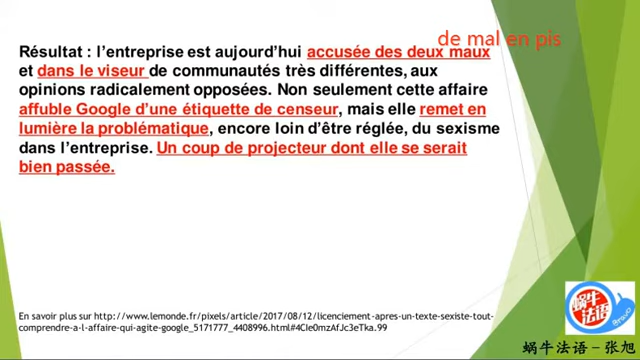 de mal en pis
Résultat : l’entreprise est aujourd’hui accusée des deux maux
et dans le viseur de communautés très différentes, aux
opinions radicalement opposées. Non seulement cette affaire
affuble Google d’une étiquette de censeur, mais elle remet en
lumière la problématique, encore loin d’être réglée, du sexisme
dans l’entreprise. Un coup de projecteur dont elle se serait
bien passée.
En savoir plus sur http://www.lemonde.fr/pixels/article/2017/08/12/licenciement-apres-un-texte-sexiste-tout-
comprendre-a-l-affaire-qui-agite-google_5171777_4408996.html#4Cle0mzAfJc3eTka.99
蜗牛
法语
蜗牛法语－张旭